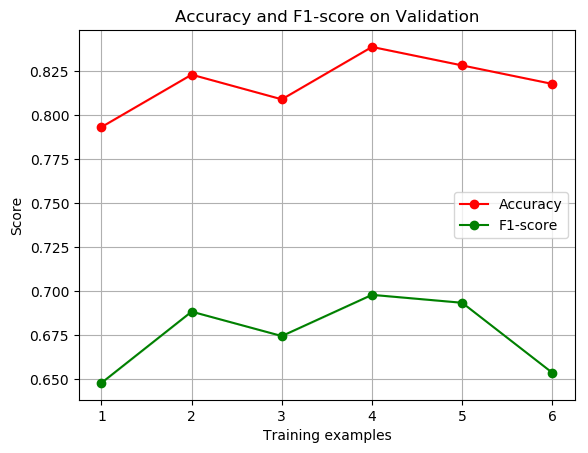 Accuracy and F1-score on Validation
Score
0.825
0.800
0.775
0.750
0.725
0.700
0.675
0.650
Accuracy
F1-score
1 2 3 4 5 6
Training examples